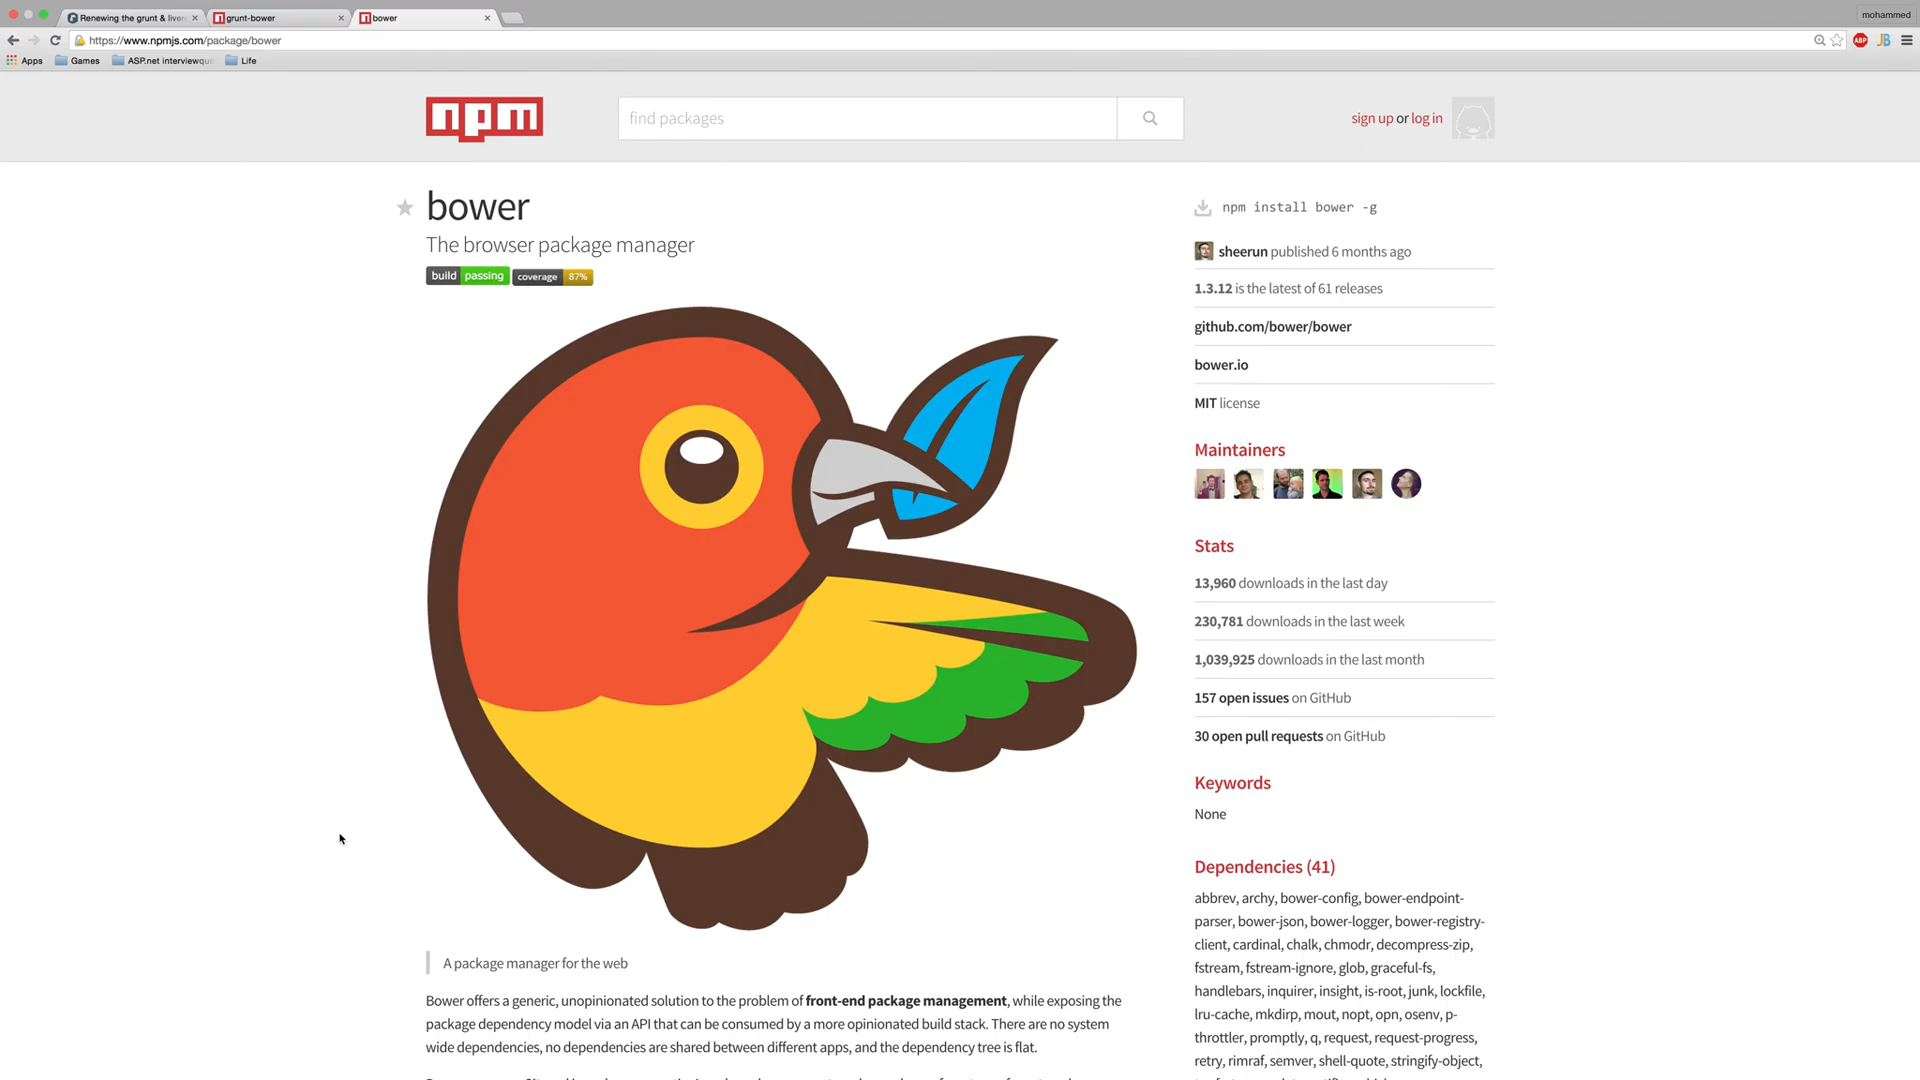 Renewing the grunt & livere
grunt-bower
bower
mohammed
https://www.npmjs.com/package/bower
ABP
JB
Apps
Games
ASP.net interviewque
Life
npm
find packages
sign up or log in
bower
The browser package manager
build passing
coverage 87%
A package manager for the web
Bower offers a generic, unopinionated solution to the problem of front-end package management, while exposing the
package dependency model via an API that can be consumed by a more opinionated build stack. There are no system
wide dependencies, no dependencies are shared between different apps, and the dependency tree is flat.
npm install bower -g
sheerun published 6 months ago
1.3.12 is the latest of 61 releases
github.com/bower/bower
bower.io
MIT license
Maintainers
Stats
13,960 downloads in the last day
230,781 downloads in the last week
1,039,925 downloads in the last month
157 open issues on GitHub
30 open pull requests on GitHub
Keywords
None
Dependencies (41)
abbrev, archy, bower-config, bower-endpoint-
parser, bower-json, bower-logger, bower-registry-
client, cardinal, chalk, chmodr, decompress-zip,
fstream, fstream-ignore, glob, graceful-fs,
handlebars, inquirer, insight, is-root, junk, lockfile,
lru-cache, mkdirp, mout, nopt, opn, osenv, p-
throttler, promptly, q, request, request-progress,
retry, rimraf, semver, shell-quote, stringify-object,